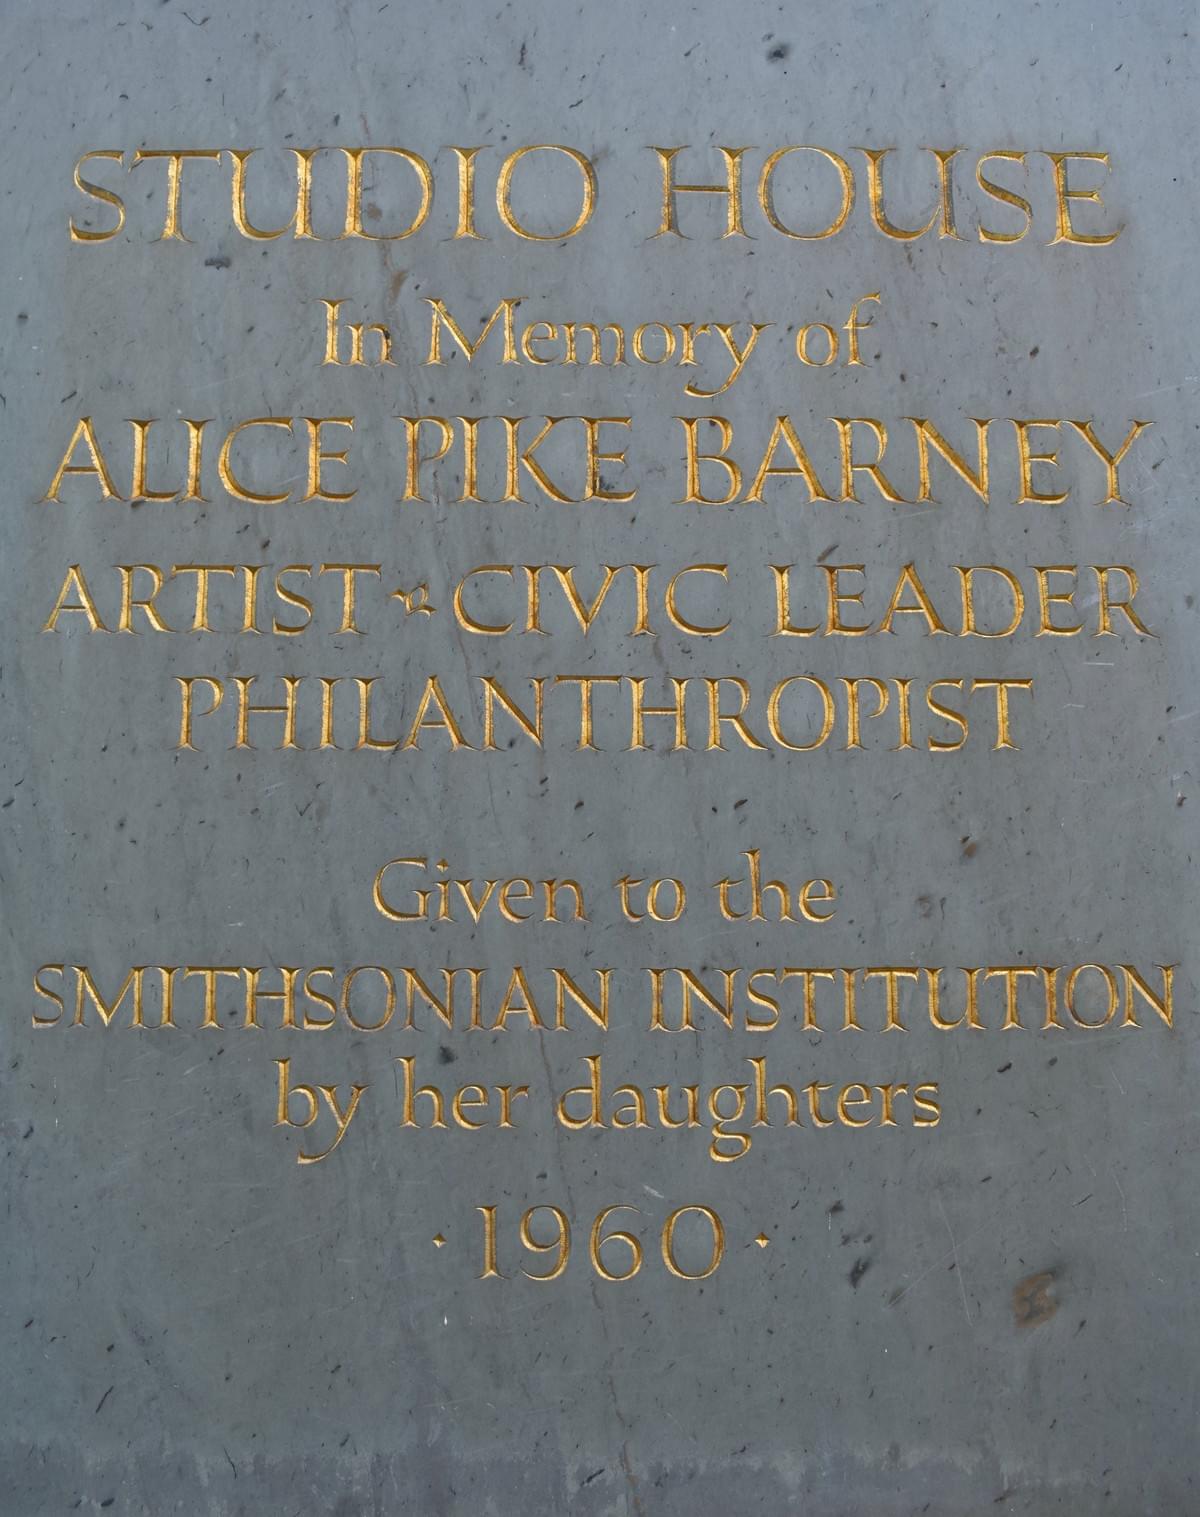 STUDIO HOUSE
In Memory of
ALICE PIKE BARNEY
ARTIST ~ CIVIC LEADER
PHILANTHROPIST
Given to the
SMITHSONIAN INSTITUTION
by her daughters
· 1960 ·